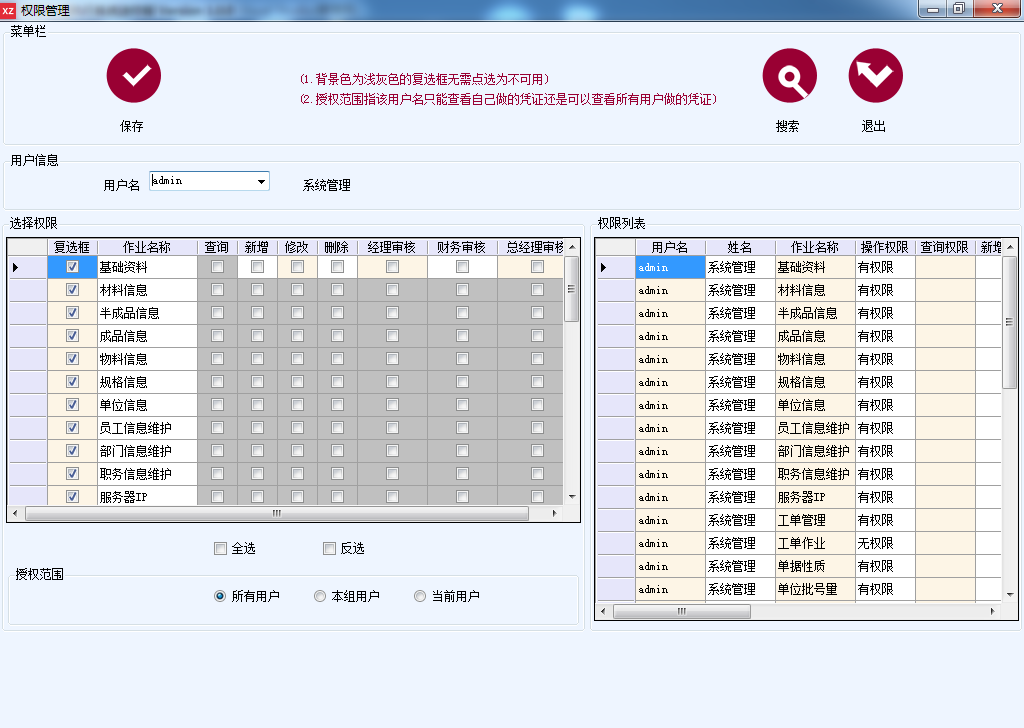 XZ 权限管理
菜单栏
保存
(1. 背景色为浅灰色的复选框无需点选为不可用)
(2. 授权范围指该用户名只能查看自己做的凭证还是可以查看所有用户做的凭证)
搜索
退出
用户信息
用户名 admin 系统管理
选择权限
复选框 作业名称 查询 新增 修改 删除 经理审核 财务审核 总经理审核
基础资料
材料信息
半成品信息
成品信息
物料信息
规格信息
单位信息
员工信息维护
部门信息维护
职务信息维护
服务器IP
全选 反选
授权范围
所有用户 本组用户 当前用户
权限列表
用户名 姓名 作业名称 操作权限 查询权限 新增
admin 系统管理 基础资料 有权限
admin 系统管理 材料信息 有权限
admin 系统管理 半成品信息 有权限
admin 系统管理 成品信息 有权限
admin 系统管理 物料信息 有权限
admin 系统管理 规格信息 有权限
admin 系统管理 单位信息 有权限
admin 系统管理 员工信息维护 有权限
admin 系统管理 部门信息维护 有权限
admin 系统管理 职务信息维护 有权限
admin 系统管理 服务器IP 有权限
admin 系统管理 工单管理 有权限
admin 系统管理 工单作业 无权限
admin 系统管理 单据性质 有权限
admin 系统管理 单位批号量 有权限